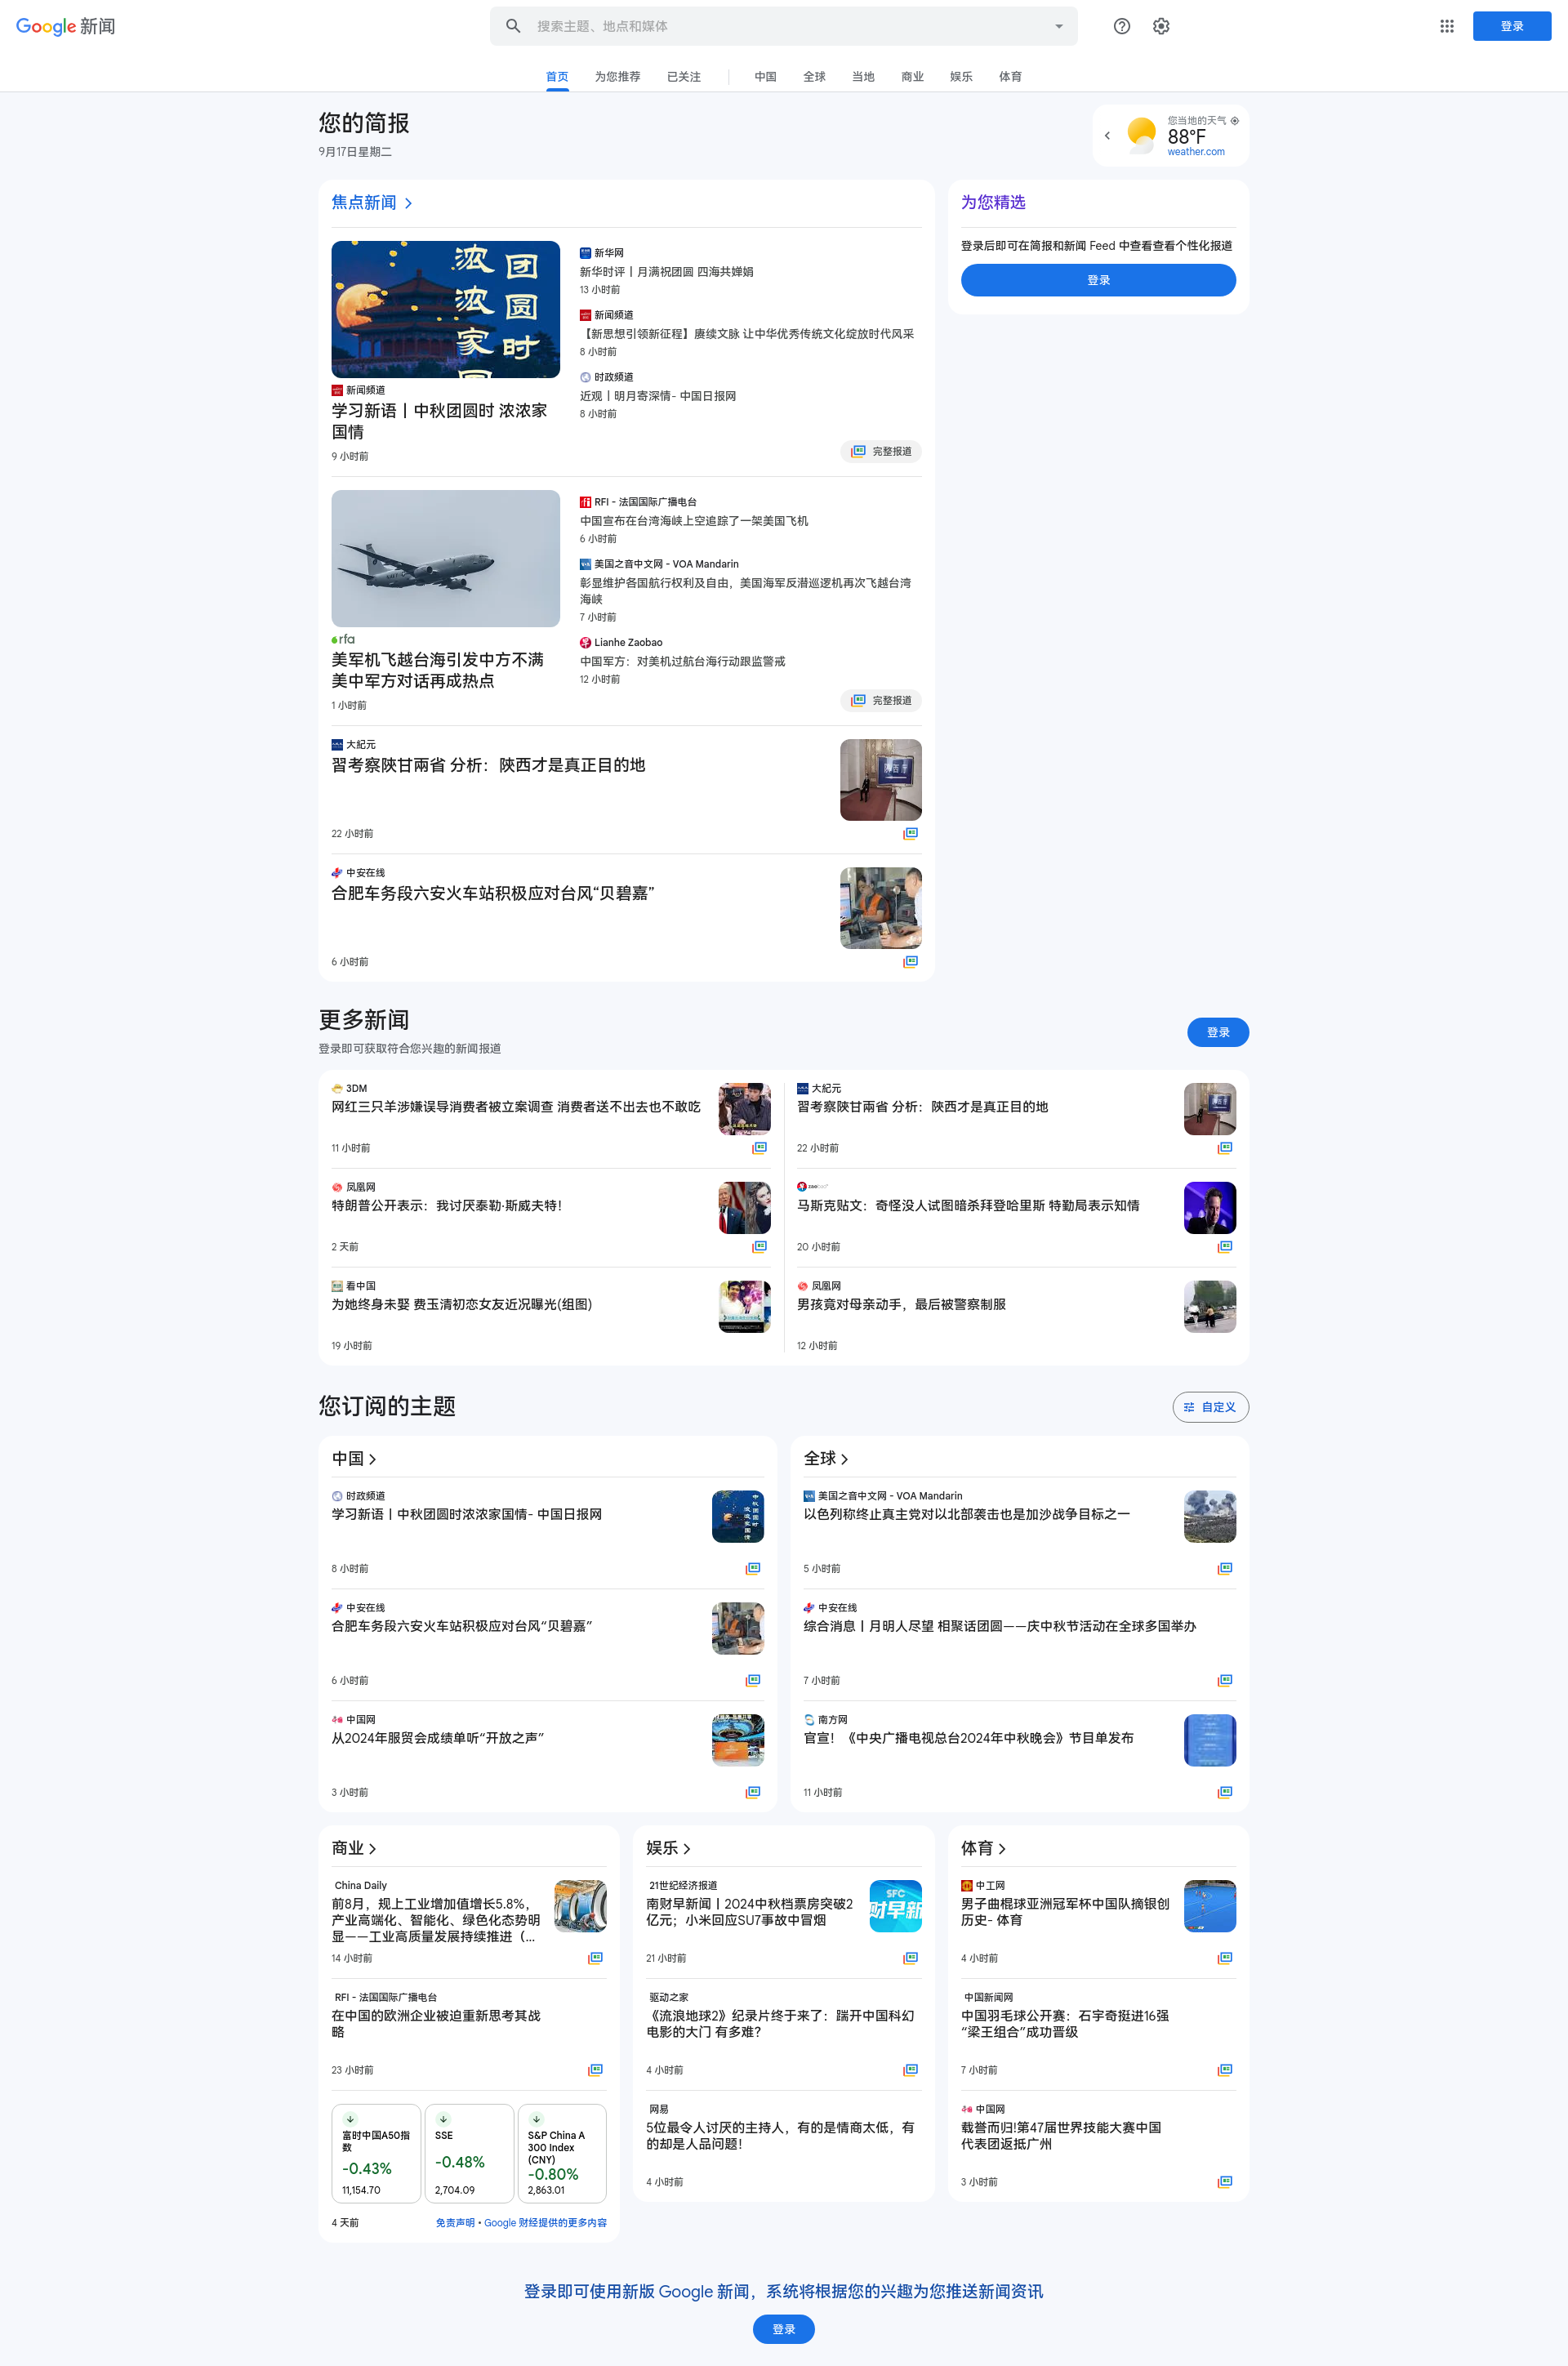 Google 新闻
搜索主题、地点和媒体
登录
首页
为您推荐
已关注
中国
全球
当地
商业
娱乐
体育
您的简报
9月17日星期二
您当地的天气
88°F
weather.com
焦点新闻
团圆时
浓浓家国
新闻频道
学习新语丨中秋团圆时 浓浓家
国情
9 小时前
新华网
新华时评丨月满祝团圆 四海共婵娟
13 小时前
新闻频道
【新思想引领新征程】赓续文脉 让中华优秀传统文化绽放时代风采
8 小时前
时政频道
近观丨明月寄深情- 中国日报网
8 小时前
完整报道
rfa
美军机飞越台海引发中方不满
美中军方对话再成热点
1 小时前
RFI - 法国国际广播电台
中国宣布在台湾海峡上空追踪了一架美国飞机
6 小时前
美国之音中文网 - VOA Mandarin
彰显维护各国航行权利及自由，美国海军反潜巡逻机再次飞越台湾
海峡
7 小时前
Lianhe Zaobao
中国军方：对美机过航台海行动跟监警戒
12 小时前
完整报道
大紀元
習考察陝甘兩省 分析：陝西才是真正目的地
22 小时前
中安在线
合肥车务段六安火车站积极应对台风“贝碧嘉”
6 小时前
为您精选
登录后即可在简报和新闻 Feed 中查看查看个性化报道
登录
更多新闻
登录即可获取符合您兴趣的新闻报道
登录
3DM
网红三只羊涉嫌误导消费者被立案调查 消费者送不出去也不敢吃
11 小时前
大紀元
習考察陝甘兩省 分析：陝西才是真正目的地
22 小时前
凤凰网
特朗普公开表示：我讨厌泰勒·斯威夫特！
2 天前
马斯克贴文：奇怪没人试图暗杀拜登哈里斯 特勤局表示知情
20 小时前
看中国
为她终身未娶 费玉清初恋女友近况曝光(组图)
19 小时前
凤凰网
男孩竟对母亲动手，最后被警察制服
12 小时前
您订阅的主题
自定义
中国
时政频道
学习新语丨中秋团圆时浓浓家国情- 中国日报网
中秋团圆时
浓浓家国情
8 小时前
中安在线
合肥车务段六安火车站积极应对台风“贝碧嘉”
6 小时前
中国网
从2024年服贸会成绩单听“开放之声”
3 小时前
全球
美国之音中文网 - VOA Mandarin
以色列称终止真主党对以北部袭击也是加沙战争目标之一
5 小时前
中安在线
综合消息丨月明人尽望 相聚话团圆——庆中秋节活动在全球多国举办
7 小时前
南方网
官宣！《中央广播电视总台2024年中秋晚会》节目单发布
11 小时前
商业
China Daily
前8月，规上工业增加值增长5.8%，
产业高端化、智能化、绿色化态势明
显——工业高质量发展持续推进（...
14 小时前
RFI - 法国国际广播电台
在中国的欧洲企业被迫重新思考其战
略
23 小时前
富时中国A50指
数
-0.43%
11,154.70
SSE
-0.48%
2,704.09
S&P China A
300 Index
(CNY)
-0.80%
2,863.01
4 天前
免责声明 • Google 财经提供的更多内容
娱乐
21世纪经济报道
南财早新闻丨2024中秋档票房突破2
亿元；小米回应SU7事故中冒烟
SFC
财早新
21 小时前
驱动之家
《流浪地球2》纪录片终于来了：踹开中国科幻
电影的大门 有多难？
4 小时前
网易
5位最令人讨厌的主持人，有的是情商太低，有
的却是人品问题！
4 小时前
体育
中工网
男子曲棍球亚洲冠军杯中国队摘银创
历史- 体育
4 小时前
中国新闻网
中国羽毛球公开赛：石宇奇挺进16强
“梁王组合”成功晋级
7 小时前
中国网
载誉而归!第47届世界技能大赛中国
代表团返抵广州
3 小时前
登录即可使用新版 Google 新闻，系统将根据您的兴趣为您推送新闻资讯
登录